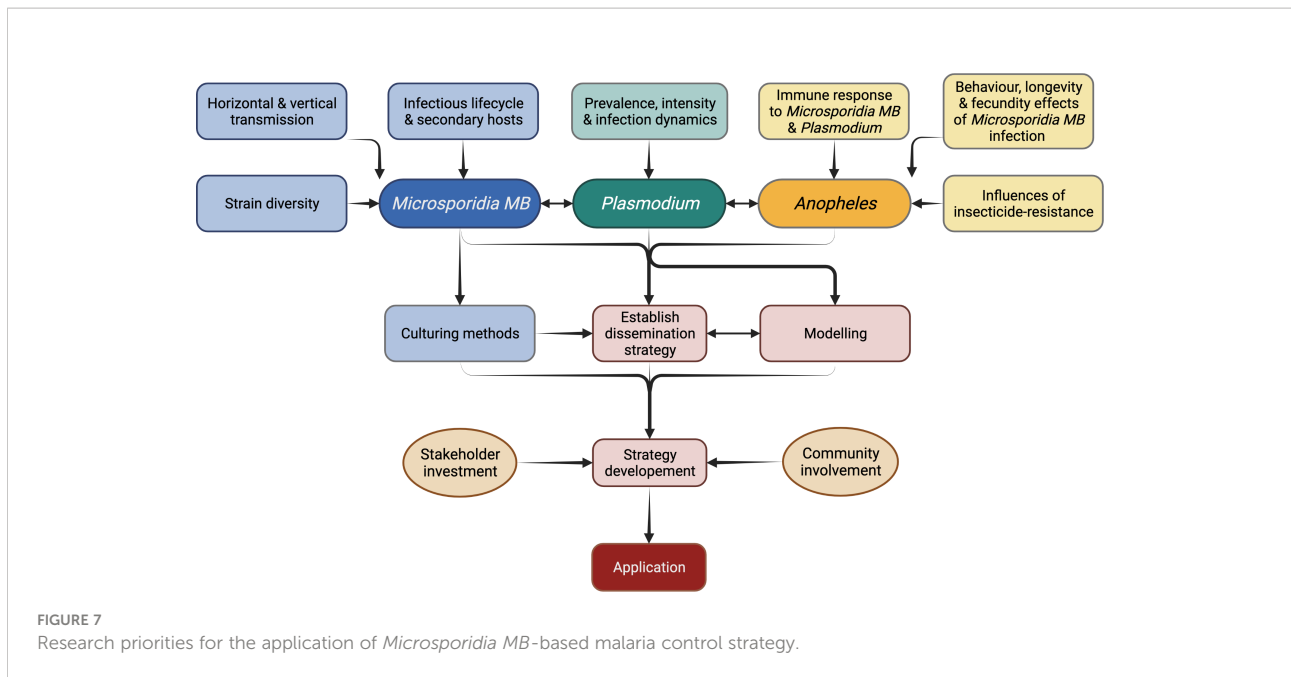 Horizontal & vertical
transmission
Infectious lifecycle
& secondary hosts
Prevalence, intensity
& infection dynamics
Immune response
to Microsporidia MB
& Plasmodium
Behaviour, longevity
& fecundity effects
of Microsporidia MB
infection
Strain diversity
Microsporidia MB
Plasmodium
Anopheles
Influences of
insecticide-resistance
Culturing methods
Establish
dissemination
strategy
Modelling
Stakeholder
investment
Strategy
developement
Community
involvement
Application
FIGURE 7
Research priorities for the application of Microsporidia MB-based malaria control strategy.